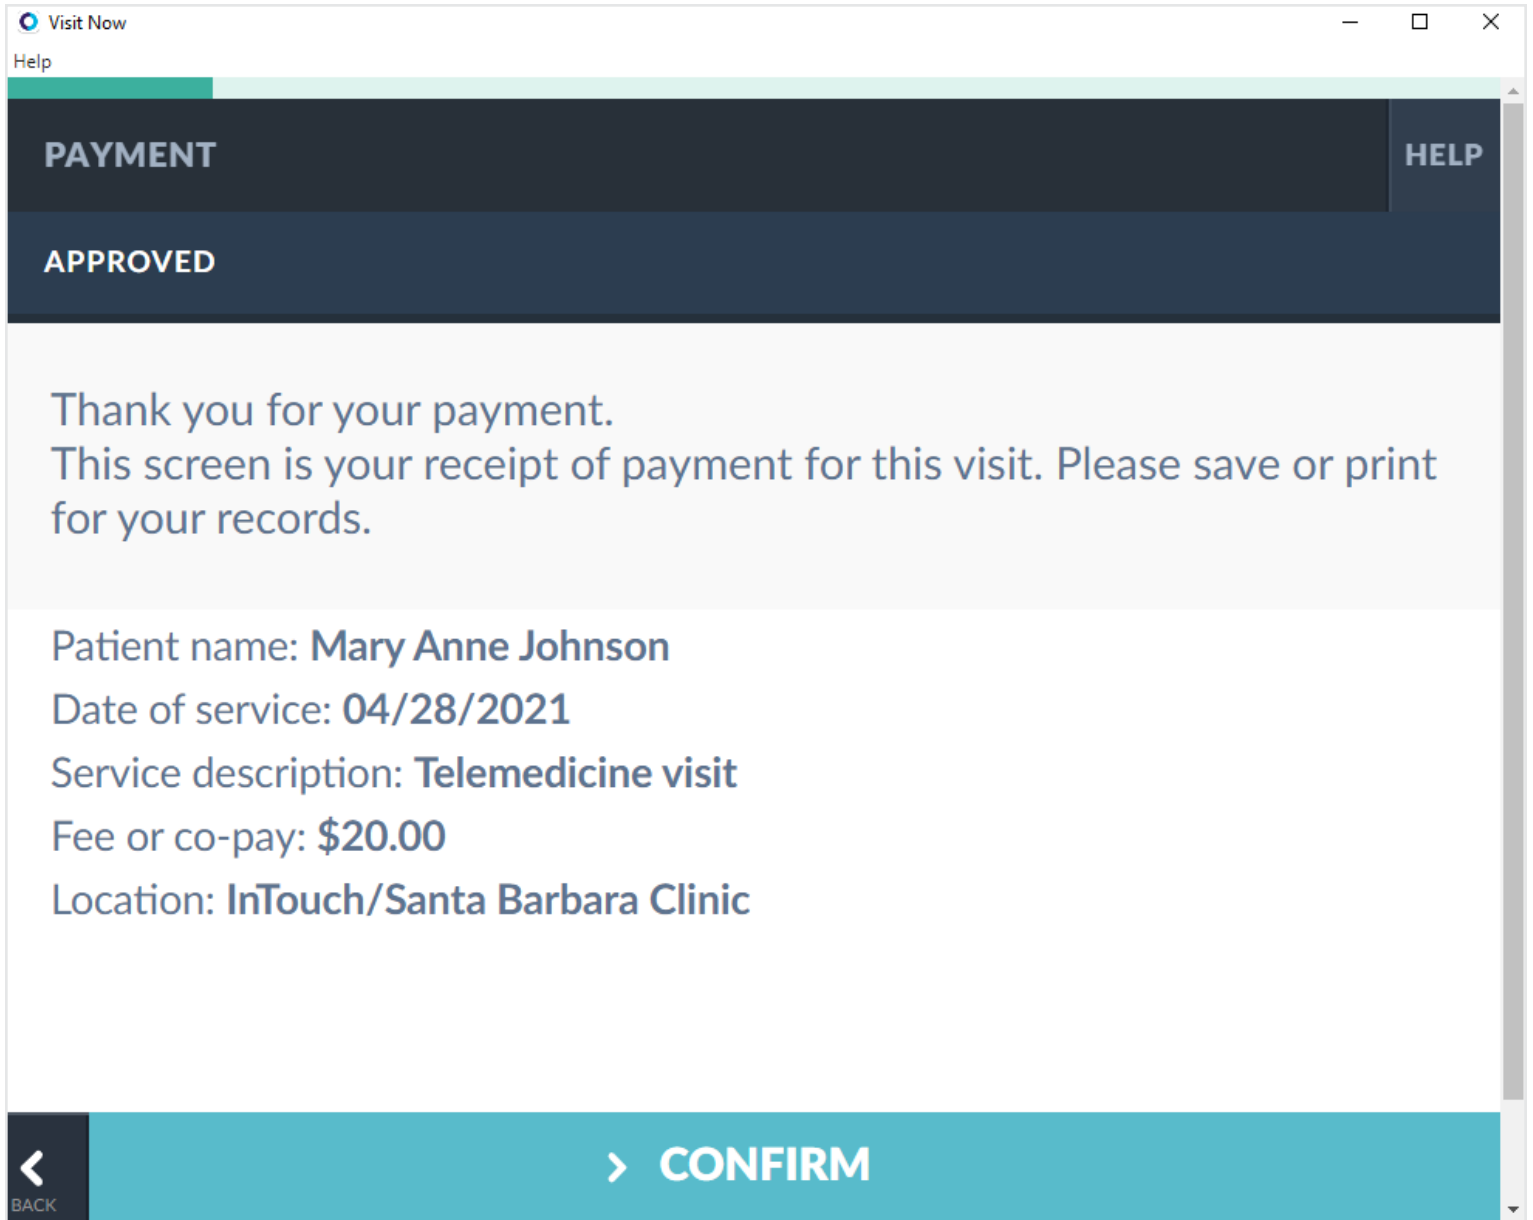 Visit Now
Help
PAYMENT
HELP
APPROVED
Thank you for your payment.
This screen is your receipt of payment for this visit. Please save or print
for your records.
Patient name: Mary Anne Johnson
Date of service: 04/28/2021
Service description: Telemedicine visit
Fee or co-pay: $20.00
Location: InTouch/Santa Barbara Clinic
BACK
CONFIRM